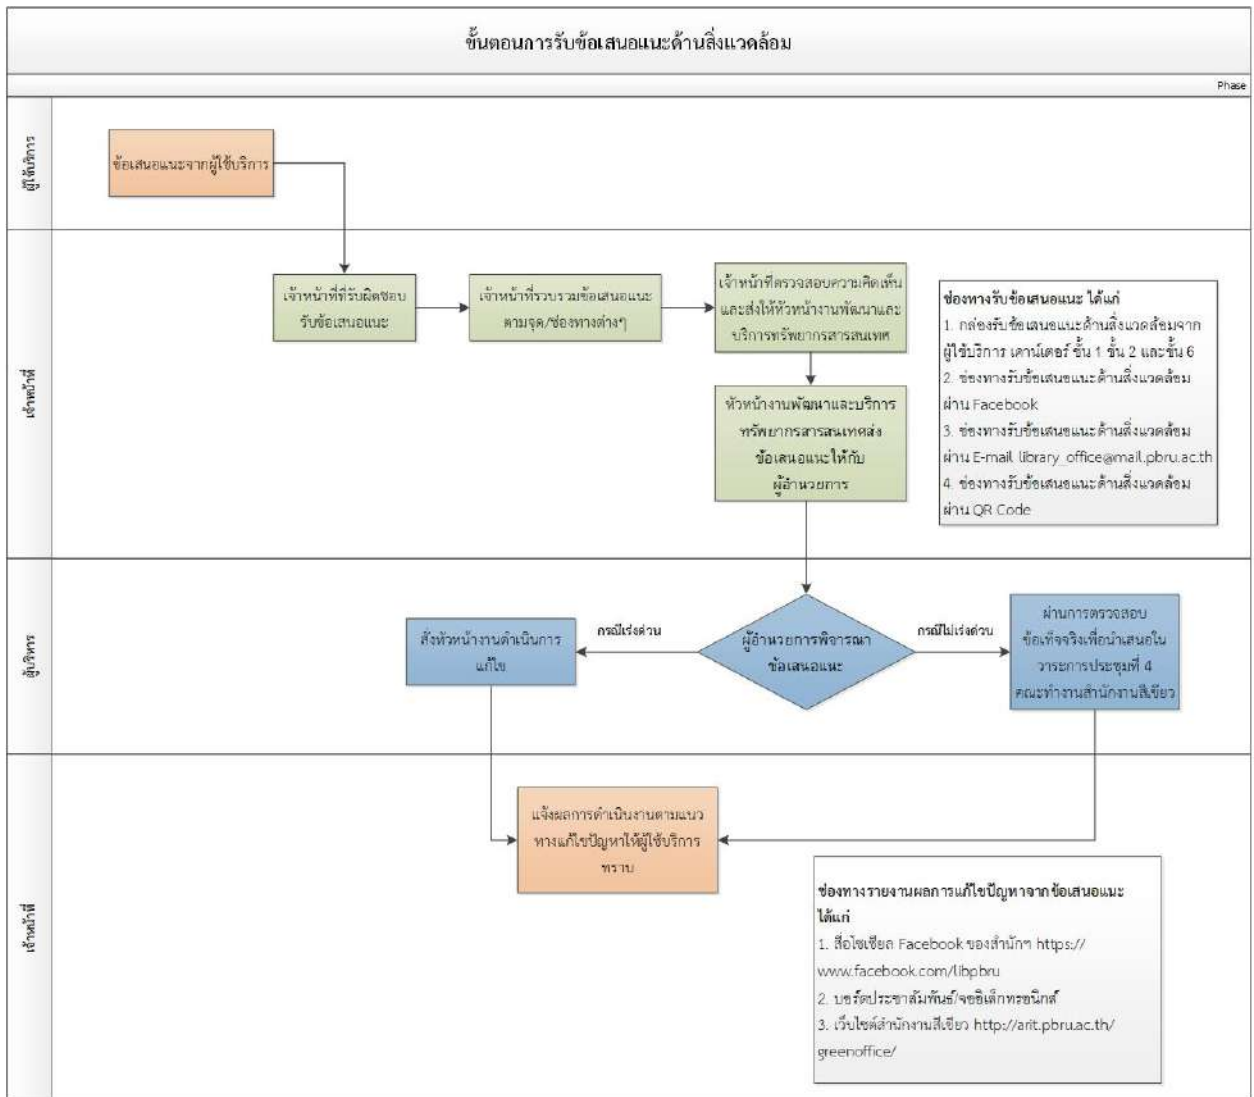 ขั้นตอนการรับข้อเสนอแนะด้านสิ่งแวดล้อม
Phase
ผู้ใช้บริการ
ข้อเสนอแนะจากผู้ใช้บริการ
เจ้าหน้าที่
เจ้าหน้าที่ที่รับผิดชอบ
รับข้อเสนอแนะ
เจ้าหน้าที่รวบรวมข้อเสนอแนะ
ตามจุด/ช่องทางต่างๆ
เจ้าหน้าที่ตรวจสอบความคิดเห็น
และส่งให้หัวหน้างานพัฒนาและ
บริการทรัพยากรสารสนเทศ
หัวหน้างานพัฒนาและบริการ
ทรัพยากรสารสนเทศส่ง
ข้อเสนอแนะให้กับ
ผู้อำนวยการ
ช่องทางรับข้อเสนอแนะ ได้แก่
1. กล่องรับข้อเสนอแนะด้านสิ่งแวดล้อมจาก
ผู้ใช้บริการ เคาน์เตอร์ ชั้น 1 ชั้น 2 และชั้น 6
2. ช่องทางรับข้อเสนอแนะด้านสิ่งแวดล้อม
ผ่าน Facebook
3. ช่องทางรับข้อเสนอแนะด้านสิ่งแวดล้อม
ผ่าน E-mail library_office@mail.pbru.ac.th
4. ช่องทางรับข้อเสนอแนะด้านสิ่งแวดล้อม
ผ่าน QR Code
ผู้บริหาร
สั่งหัวหน้างานดำเนินการ
แก้ไข
กรณีเร่งด่วน
ผู้อำนวยการพิจารณา
ข้อเสนอแนะ
กรณีไม่เร่งด่วน
ผ่านการตรวจสอบ
ข้อเท็จจริงเพื่อนำเสนอใน
วาระการประชุมที่ 4
คณะทำงานสำนักงานสีเขียว
เจ้าหน้าที่
แจ้งผลการดำเนินงานตามแนว
ทางแก้ไขปัญหาให้ผู้ใช้บริการ
ทราบ
ช่องทางรายงานผลการแก้ไขปัญหาจากข้อเสนอแนะ
ได้แก่
1. สื่อโซเชียล Facebook ของสำนักฯ https://
www.facebook.com/libpbru
2. บอร์ดประชาสัมพันธ์/จออิเล็กทรอนิกส์
3. เว็บไซต์สำนักงานสีเขียว http://arit.pbru.ac.th/
greenoffice/